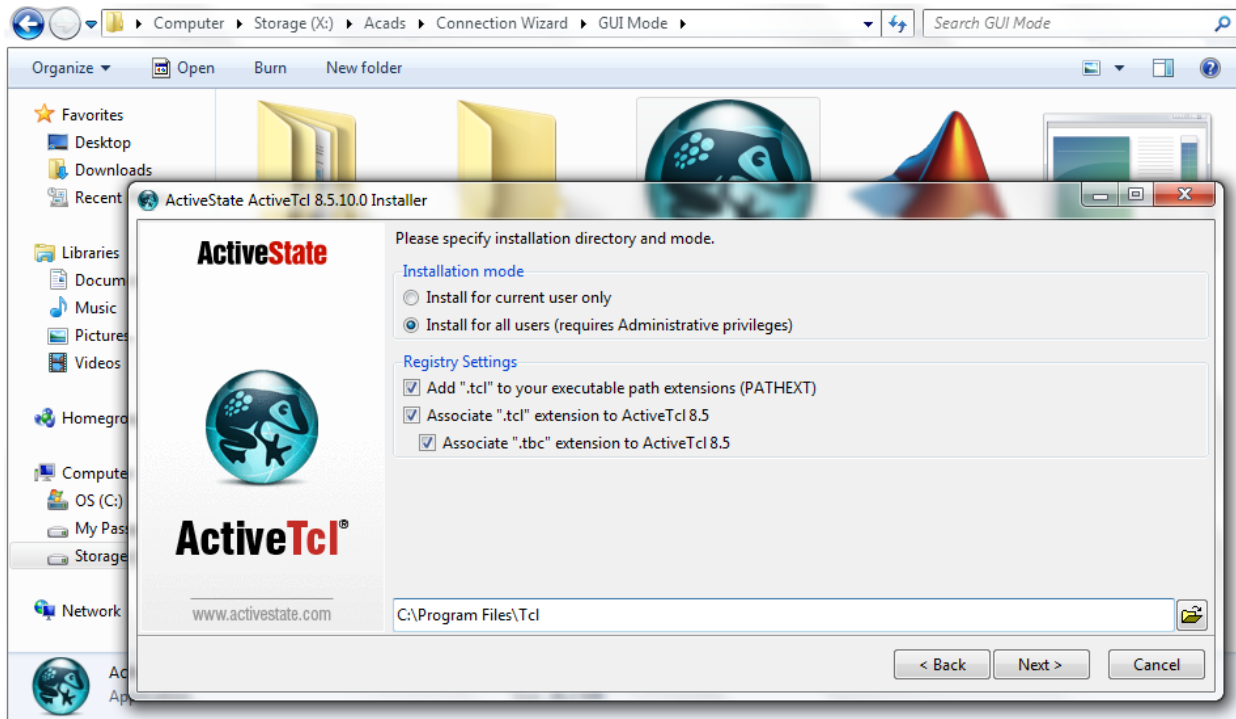 Computer Storage (X:) Acads Connection Wizard GUI Mode Search GUI Mode
Organize Open Burn New folder
Favorites
Desktop
Downloads
Recent
Libraries
Music
Pictures
Videos
OS (C:)
My
Storage
Network
ActiveState ActiveTcl 8.5.10.0 Installer
ActiveState
ActiveTcl®
www.activestate.com
Please specify installation directory and mode.
Installation mode
Install for current user only
Install for all users (requires Administrative privileges)
Registry Settings
Add ".tcl" to your executable path extensions (PATHEXT)
Associate ".tcl" extension to ActiveTcl 8.5
Associate ".tbc" extension to ActiveTcl 8.5
C:\Program Files\Tcl
< Back Next > Cancel